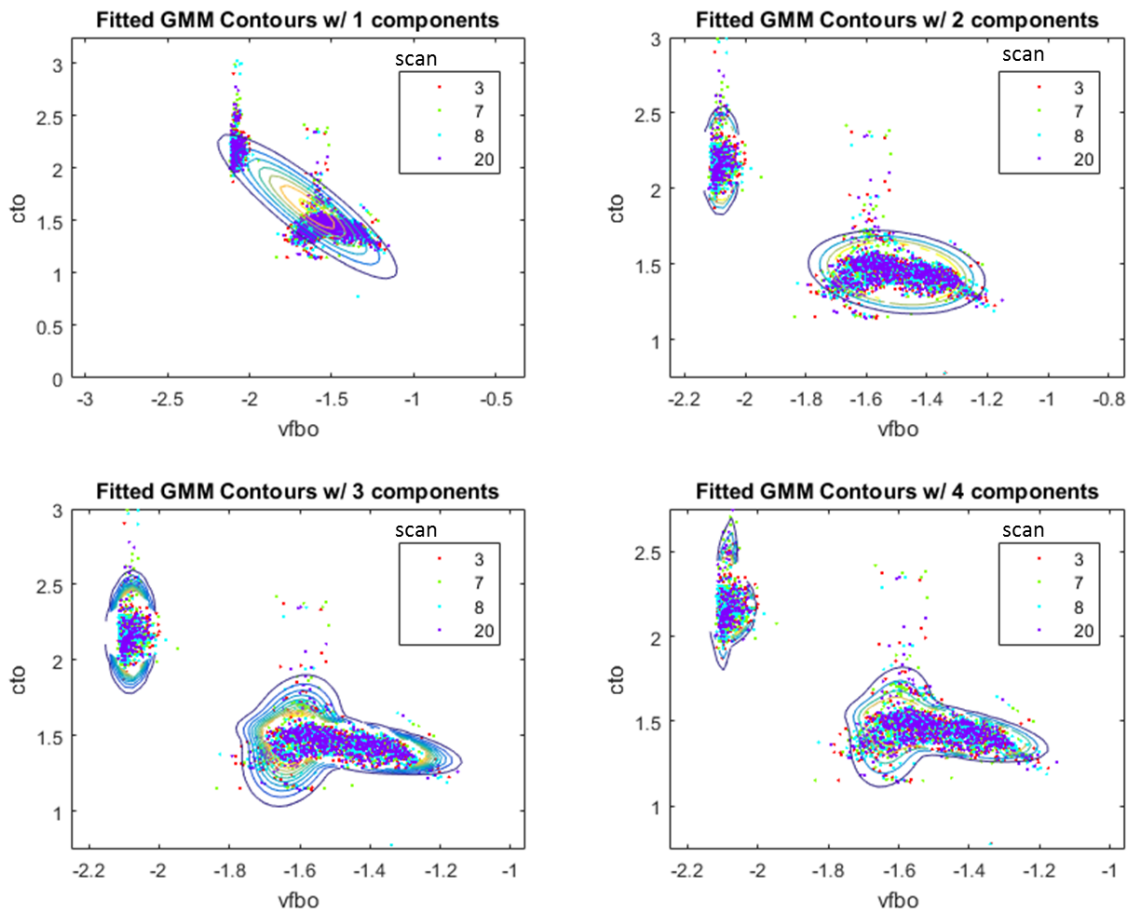 Fitted GMM Contours w/ 1 components
scan
3
7
8
20
cto
3
2.5
2
1.5
1
0.5
0
-3 -2.5 -2 -1.5 -1 -0.5
vfbo
Fitted GMM Contours w/ 2 components
scan
3
7
8
20
cto
3
2.5
2
1.5
1
-2.2 -2 -1.8 -1.6 -1.4 -1.2 -1 -0.8
vfbo
Fitted GMM Contours w/ 3 components
scan
3
7
8
20
cto
3
2.5
2
1.5
1
-2.2 -2 -1.8 -1.6 -1.4 -1.2 -1
vfbo
Fitted GMM Contours w/ 4 components
scan
3
7
8
20
cto
2.5
2
1.5
1
-2.2 -2 -1.8 -1.6 -1.4 -1.2 -1
vfbo